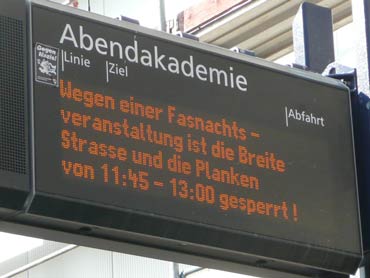 Abendakademie
Linie Ziel Abfahrt
Wegen einer Fasnachts -
veranstaltung ist die Breite
Strasse und die Planken
von 11:45 - 13:00 gesperrt !
Gegen